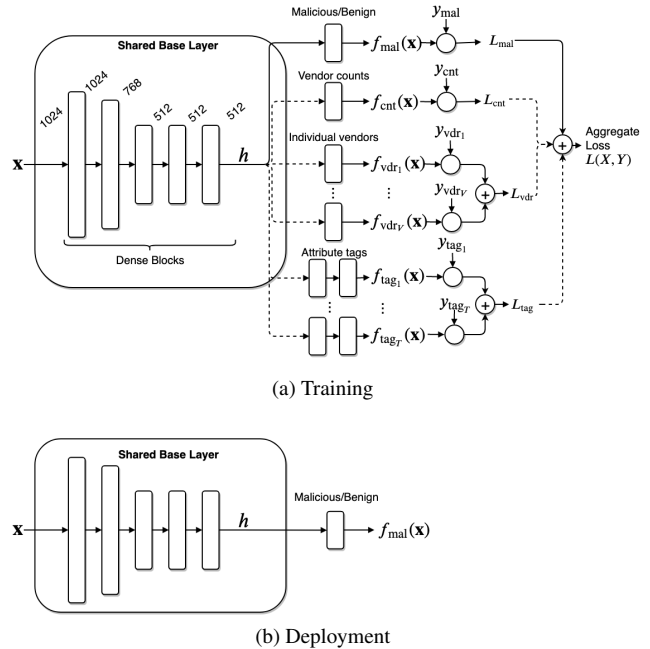 Shared Base Layer
1024
1024
768
512
512
512
x
h
Dense Blocks
Malicious/Benign
f_mal(x)
y_mal
L_mal
Vendor counts
f_cnt(x)
y_cnt
L_cnt
Individual vendors
f_vdr_1(x)
y_vdr_1
⋮
⋮
f_vdr_V(x)
y_vdr_V
L_vdr
Attribute tags
f_tag_1(x)
y_tag_1
⋮
⋮
f_tag_T(x)
y_tag_T
L_tag
+
+
+
Aggregate
Loss
L(X, Y)
(a) Training
Shared Base Layer
x
h
Malicious/Benign
f_mal(x)
(b) Deployment